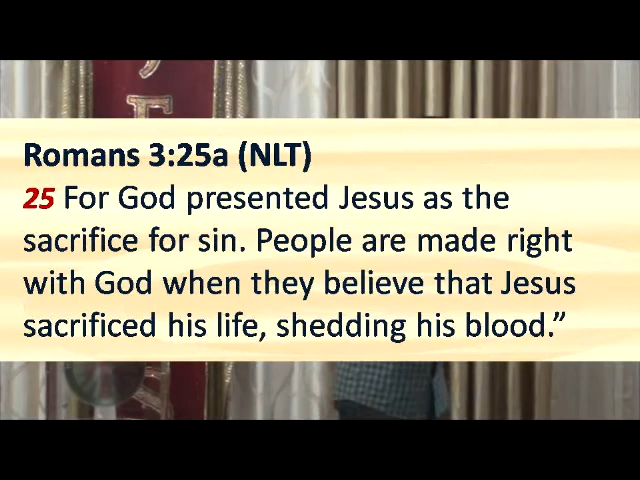 Romans 3:25a (NLT)
25 For God presented Jesus as the
sacrifice for sin. People are made right
with God when they believe that Jesus
sacrificed his life, shedding his blood.”